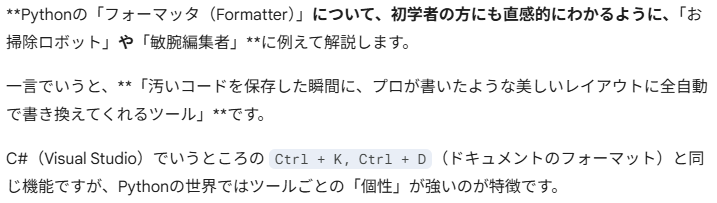 **Pythonの「フォーマッタ（Formatter）」について、初学者の方にも直感的にわかるように、「お
掃除ロボット」や「敏腕編集者」**に例えて解説します。
一言でいうと、**「汚いコードを保存した瞬間に、プロが書いたような美しいレイアウトに全自動
で書き換えてくれるツール」**です。
C#（Visual Studio）でいうところの Ctrl + K, Ctrl + D（ドキュメントのフォーマット）と同
じ機能ですが、Pythonの世界ではツールごとの「個性」が強いのが特徴です。